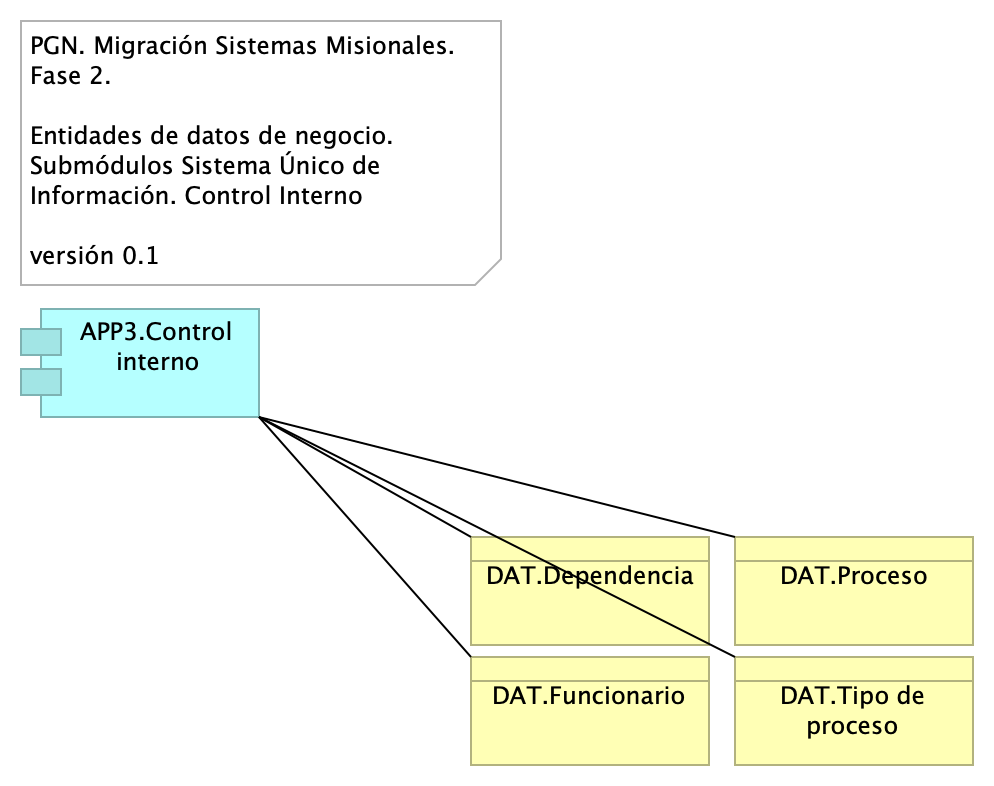 PGN. Migración Sistemas Misionales.
Fase 2.
Entidades de datos de negocio.
Submódulos Sistema Único de
Información. Control Interno
versión 0.1
APP3.Control
interno
DAT.Dependencia
DAT.Proceso
DAT.Funcionario
DAT.Tipo de
proceso